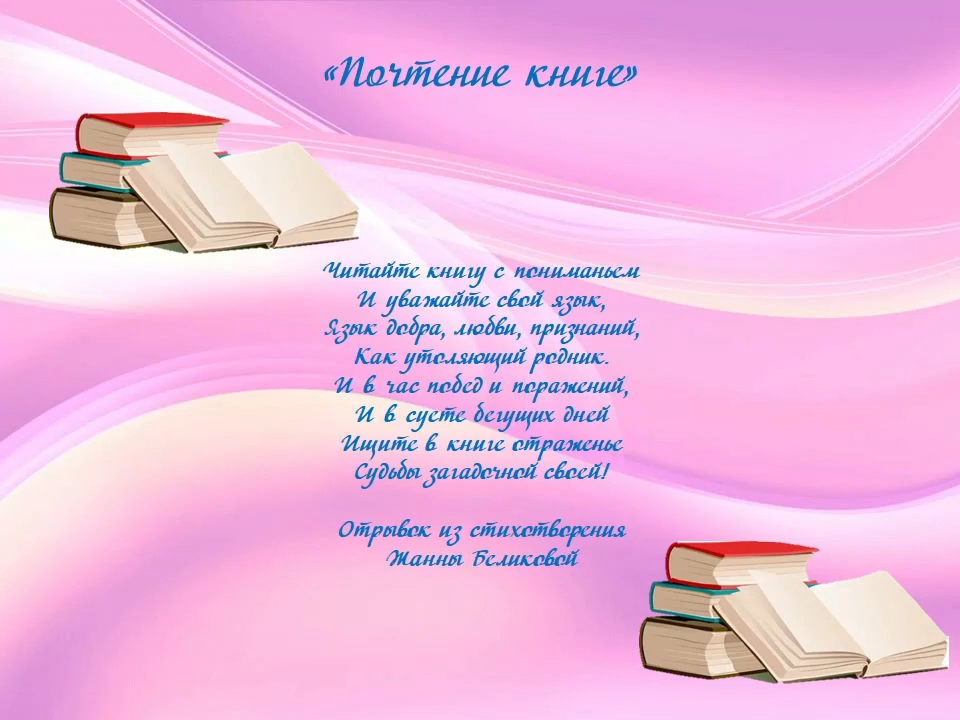 «Почтение книге»
Читайте книгу с пониманьем
И уважайте свой язык,
Язык добра, любви, признаний,
Как утоляющий родник.
И в час побед и поражений,
И в суете бегущих дней
Ищите в книге отраженье
Судьбы загадочной своей!
Отрывок из стихотворения
Жанны Беликовой